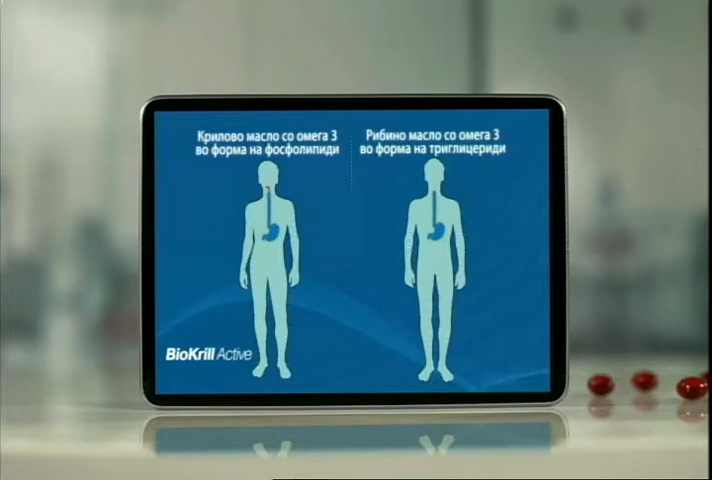 Крилово масло со омега 3
во форма на фосфолипиди
Рибино масло со омега 3
во форма на триглицериди
BioKrill Active